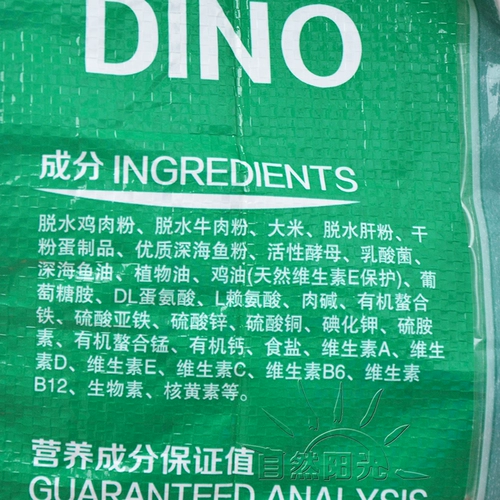 DINO
成分 INGREDIENTS
脱水鸡肉粉、脱水牛肉粉、大米、脱水肝粉、干
粉蛋制品、优质深海鱼粉、活性酵母、乳酸菌、
深海鱼油、植物油、鸡油(天然维生素E保护)、葡
萄糖胺、DL蛋氨酸、L赖氨酸、肉碱、有机螯合
铁、硫酸亚铁、硫酸锌、硫酸铜、碘化钾、硫胺
素、有机螯合锰、有机钙、食盐、维生素A、维生
素D、维生素E、维生素C、维生素B6、维生素
B12、生物素、核黄素等。
自然阳光
营养成分保证值
GUARANTEED ANALYSIS